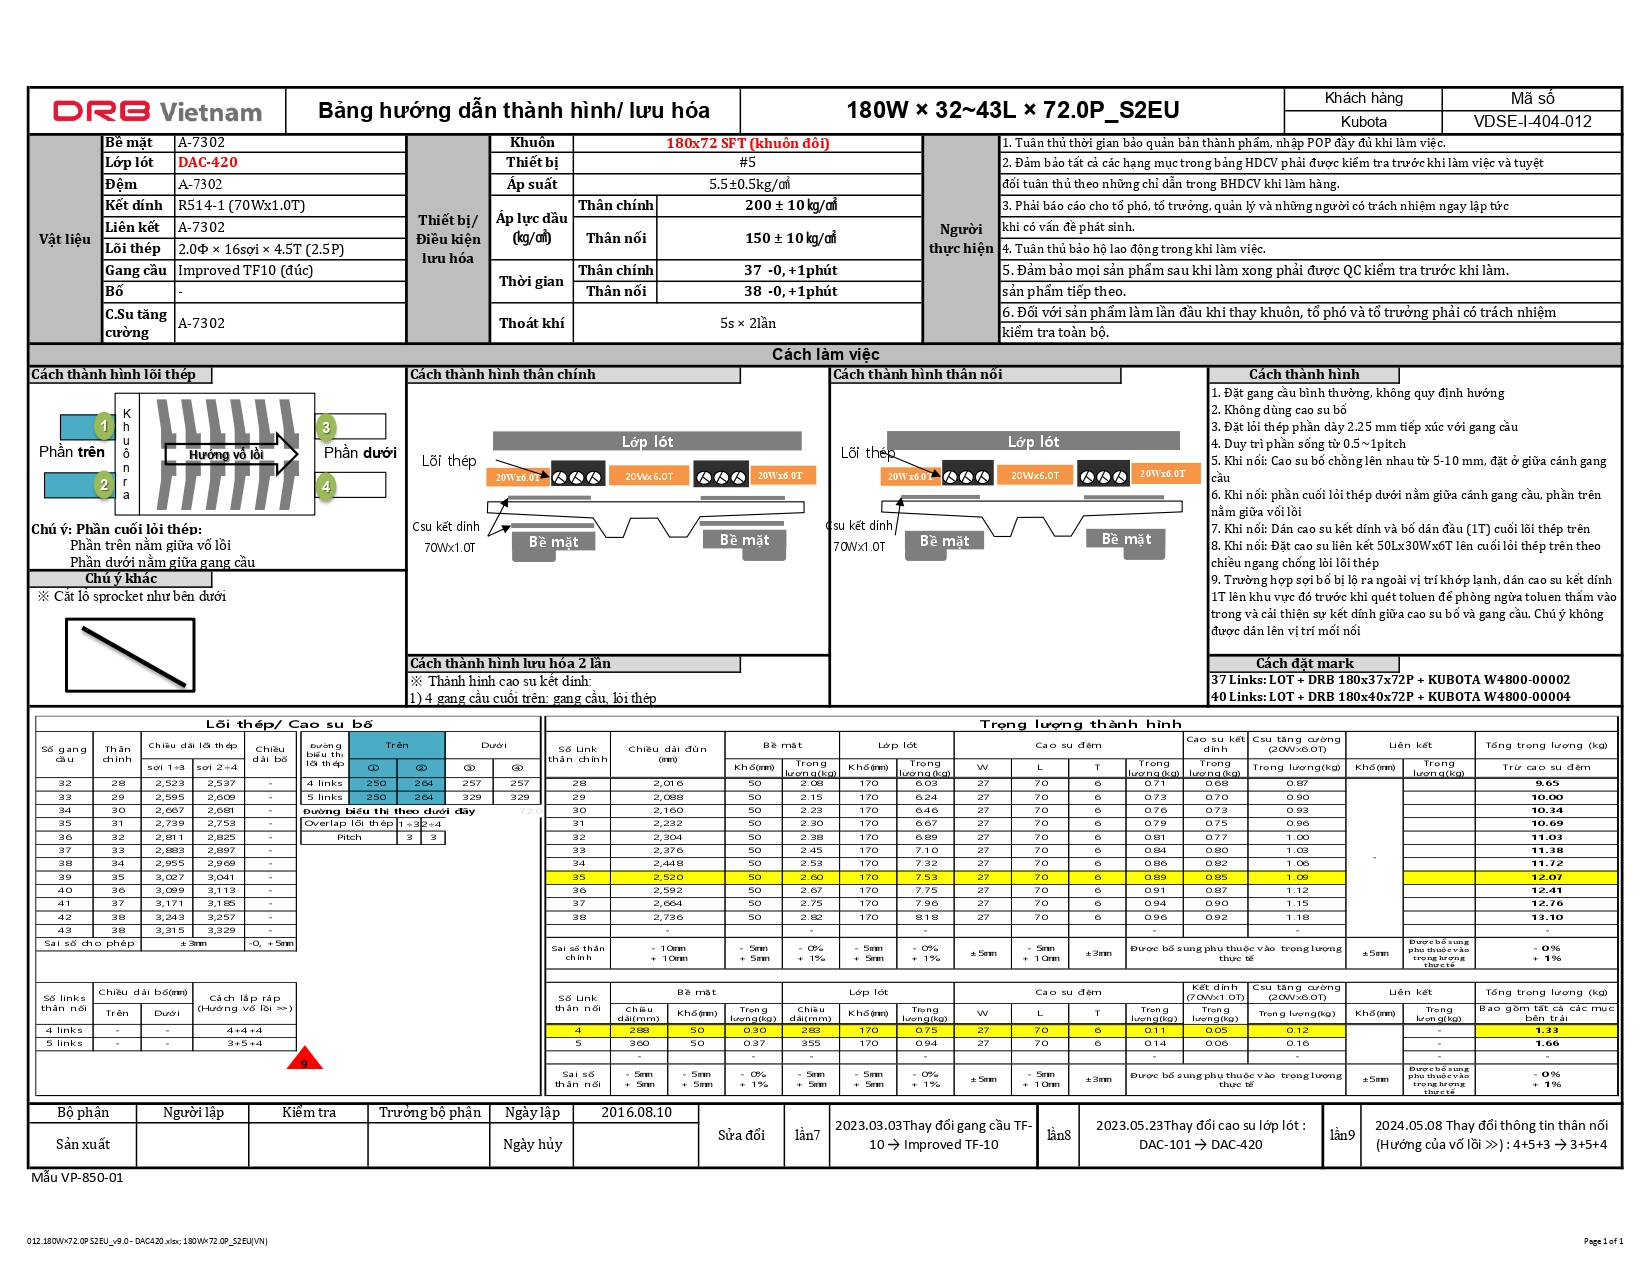 DRB Vietnam
Bảng hướng dẫn thành hình/ lưu hóa
180W × 32~43L × 72.0P_S2EU
Khách hàng
Mã số
Kubota
VDSE-I-404-012
Vật liệu
Bề mặt A-7302
Lớp lót DAC-420
Đệm A-7302
Kết dính R514-1 (70Wx1.0T)
Liên kết A-7302
Lõi thép 2.0Φ × 16sợi × 4.5T (2.5P)
Gang cầu Improved TF10 (đúc)
Bố -
C.Su tăng cường A-7302
Thiết bị/ Điều kiện lưu hóa
Khuôn 180x72 SFT (khuôn đôi)
Thiết bị #5
Áp suất 5.5±0.5kg/㎠
Áp lực dầu (kg/㎠)
Thân chính 200 ± 10 kg/㎠
Thân nối 150 ± 10 kg/㎠
Thời gian
Thân chính 37 -0, +1phút
Thân nối 38 -0, +1phút
Thoát khí 5s × 2lần
Người thực hiện
1. Tuân thủ thời gian bảo quản bản thành phẩm, nhập POP đầy đủ khi làm việc.
2. Đảm bảo tất cả các hạng mục trong bảng HDCV phải được kiểm tra trước khi làm việc và tuyệt
đối tuân thủ theo những chỉ dẫn trong BHDCV khi làm hàng.
3. Phải báo cáo cho tổ phó, tổ trưởng, quản lý và những người có trách nhiệm ngay lập tức
khi có vấn đề phát sinh.
4. Tuân thủ bảo hộ lao động trong khi làm việc.
5. Đảm bảo mọi sản phẩm sau khi làm xong phải được QC kiểm tra trước khi làm.
sản phẩm tiếp theo.
6. Đối với sản phẩm làm lần đầu khi thay khuôn, tổ phó và tổ trưởng phải có trách nhiệm
kiểm tra toàn bộ.
Cách làm việc
Cách thành hình lõi thép
1
2
3
4
Phần trên
Khuôn ra
Hướng vố lồi
Phần dưới
Chú ý: Phần cuối lỏi thép:
Phần trên nằm giữa vố lồi
Phần dưới nằm giữa gang cầu
Chú ý khác
※ Cắt lỗ sprocket như bên dưới
Cách thành hình thân chính
Lớp lót
Lõi thép
20Wx6.0T
20Wx6.0T
20Wx6.0T
Csu kết dính
70Wx1.0T
Bề mặt
Bề mặt
Cách thành hình lưu hóa 2 lần
※ Thành hình cao su kết dính:
1) 4 gang cầu cuối trên: gang cầu, lỏi thép
Cách thành hình thân nối
Lớp lót
Lõi thép
20Wx6.0T
20Wx6.0T
20Wx6.0T
Csu kết dính
70Wx1.0T
Bề mặt
Bề mặt
Cách thành hình
1. Đặt gang cầu bình thường, không quy định hướng
2. Không dùng cao su bố
3. Đặt lỏi thép phần dày 2.25 mm tiếp xúc với gang cầu
4. Duy trì phần sống từ 0.5~1pitch
5. Khi nối: Cao su bố chồng lên nhau từ 5-10 mm, đặt ở giữa cánh gang
cầu
6. Khi nối: phần cuối lỏi thép dưới nằm giữa cánh gang cầu, phần trên
nằm giữa vối lồi
7. Khi nối: Dán cao su kết dính và bố dán đầu (1T) cuối lõi thép trên
8. Khi nối: Đặt cao su liên kết 50Lx30Wx6T lên cuối lỏi thép trên theo
chiều ngang chống lòi lõi thép
9. Trường hợp sợi bố bị lộ ra ngoài vị trí khớp lạnh, dán cao su kết dính
1T lên khu vực đó trước khi quét toluen để phòng ngừa toluen thấm vào
trong và cải thiện sự kết dính giữa cao su bố và gang cầu. Chú ý không
được dán lên vị trí mối nối
Cách đặt mark
37 Links: LOT + DRB 180x37x72P + KUBOTA W4800-00002
40 Links: LOT + DRB 180x40x72P + KUBOTA W4800-00004
Lõi thép/ Cao su bố
Số gang cầu | Thân chính | Chiều dài lõi thép | Chiều dài bố
sợi 1÷3 | sợi 2÷4
32 28 2,523 2,537 -
33 29 2,595 2,609 -
34 30 2,667 2,681 -
35 31 2,739 2,753 -
36 32 2,811 2,825 -
37 33 2,883 2,897 -
38 34 2,955 2,969 -
39 35 3,027 3,041 -
40 36 3,099 3,113 -
41 37 3,171 3,185 -
42 38 3,243 3,257 -
43 38 3,315 3,329 -
Sai số cho phép ±3mm -0, +5mm
Đường biểu thị lõi thép | Trên | Dưới
① ② ③ ④
4 links 250 264 257 257
5 links 250 264 329 329
Đường biểu thị theo dưới đây
Overlap lõi thép 1÷3 2÷4
Pitch 3 3
Số links thân nối | Chiều dài bố(mm) | Cách lắp ráp (Hướng vố lồi ≫)
Trên | Dưới
4 links - - 4+4+4
5 links - - 3+5+4
9
Trọng lượng thành hình
Số Link thân chính | Chiều dài đùn (mm) | Bề mặt | Lớp lót | Cao su đệm | Cao su kết dính | Csu tăng cường (20Wx6.0T) | Liên kết | Tổng trọng lượng (kg)
Khổ(mm) | Trọng lượng(kg) | Khổ(mm) | Trọng lượng(kg) | W | L | T | Trọng lượng(kg) | Trọng lượng(kg) | Trọng lượng(kg) | Khổ(mm) | Trọng lượng(kg) | Trừ cao su đệm
28 2,016 50 2.08 170 6.03 27 70 6 0.71 0.68 0.87 9.65
29 2,088 50 2.15 170 6.24 27 70 6 0.73 0.70 0.90 10.00
30 2,160 50 2.23 170 6.46 27 70 6 0.76 0.73 0.93 10.34
31 2,232 50 2.30 170 6.67 27 70 6 0.79 0.75 0.96 10.69
32 2,304 50 2.38 170 6.89 27 70 6 0.81 0.77 1.00 11.03
33 2,376 50 2.45 170 7.10 27 70 6 0.84 0.80 1.03 11.38
34 2,448 50 2.53 170 7.32 27 70 6 0.86 0.82 1.06 - 11.72
35 2,520 50 2.60 170 7.53 27 70 6 0.89 0.85 1.09 12.07
36 2,592 50 2.67 170 7.75 27 70 6 0.91 0.87 1.12 12.41
37 2,664 50 2.75 170 7.96 27 70 6 0.94 0.90 1.15 12.76
38 2,736 50 2.82 170 8.18 27 70 6 0.96 0.92 1.18 13.10
- - - - - - -
Sai số thân chính | - 10mm + 10mm | - 5mm + 5mm | - 0% + 1% | - 5mm + 5mm | - 0% + 1% | ±5mm | - 5mm + 10mm | ±3mm | Được bổ sung phụ thuộc vào trọng lượng thực tế | ±5mm | Được bổ sung phụ thuộc vào trọng lượng thực tế | - 0% + 1%
Số Link thân nối | Bề mặt | Lớp lót | Cao su đệm | Kết dính (70Wx1.0T) | Csu tăng cường (20Wx6.0T) | Liên kết | Tổng trọng lượng (kg)
Chiều dài(mm) | Khổ(mm) | Trọng lượng(kg) | Chiều dài(mm) | Khổ(mm) | Trọng lượng(kg) | W | L | T | Trọng lượng(kg) | Trọng lượng(kg) | Trọng lượng(kg) | Khổ(mm) | Trọng lượng(kg) | Bao gồm tất cả các mục bên trái
4 288 50 0.30 283 170 0.75 27 70 6 0.11 0.05 0.12 - 1.33
5 360 50 0.37 355 170 0.94 27 70 6 0.14 0.06 0.16 - 1.66
- - - - - - - -
Sai số thân nối | - 5mm + 5mm | - 5mm + 5mm | - 0% + 1% | - 5mm + 5mm | - 5mm + 5mm | - 0% + 1% | ±5mm | - 5mm + 10mm | ±3mm | Được bổ sung phụ thuộc vào trọng lượng thực tế | ±5mm | Được bổ sung phụ thuộc vào trọng lượng thực tế | - 0% + 1%
Bộ phận | Người lập | Kiểm tra | Trưởng bộ phận | Ngày lập | 2016.08.10
Sản xuất
Ngày hủy
Sửa đổi
lần7
2023.03.03Thay đổi gang cầu TF-
10 → Improved TF-10
lần8
2023.05.23Thay đổi cao su lớp lót :
DAC-101 → DAC-420
lần9
2024.05.08 Thay đổi thông tin thân nối
(Hướng của vố lồi ≫) : 4+5+3 → 3+5+4
Mẫu VP-850-01
012.180W×72.0P S2EU_v9.0 - DAC420.xlsx; 180W×72.0P_S2EU(VN)
Page 1 of 1